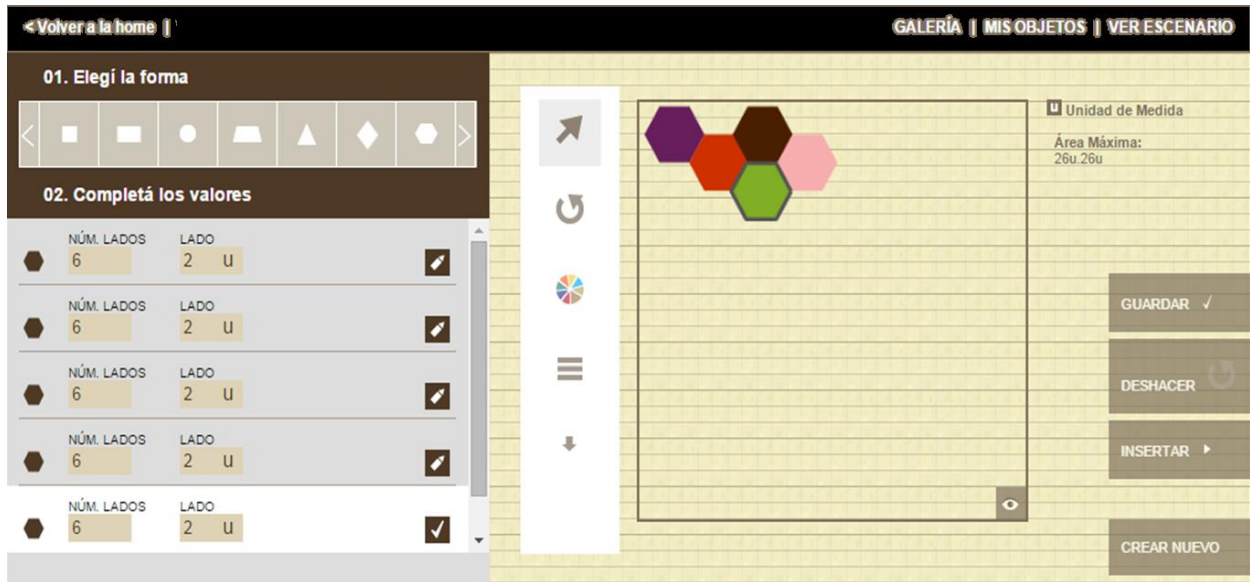 < Volver a la home |
GALERÍA | MIS OBJETOS | VER ESCENARIO
01. Elegí la forma
02. Completá los valores
NÚM. LADOS LADO
6 2 u
NÚM. LADOS LADO
6 2 u
NÚM. LADOS LADO
6 2 u
NÚM. LADOS LADO
6 2 u
NÚM. LADOS LADO
6 2 u
u Unidad de Medida
Área Máxima:
26u.26u
GUARDAR
DESHACER
INSERTAR
CREAR NUEVO